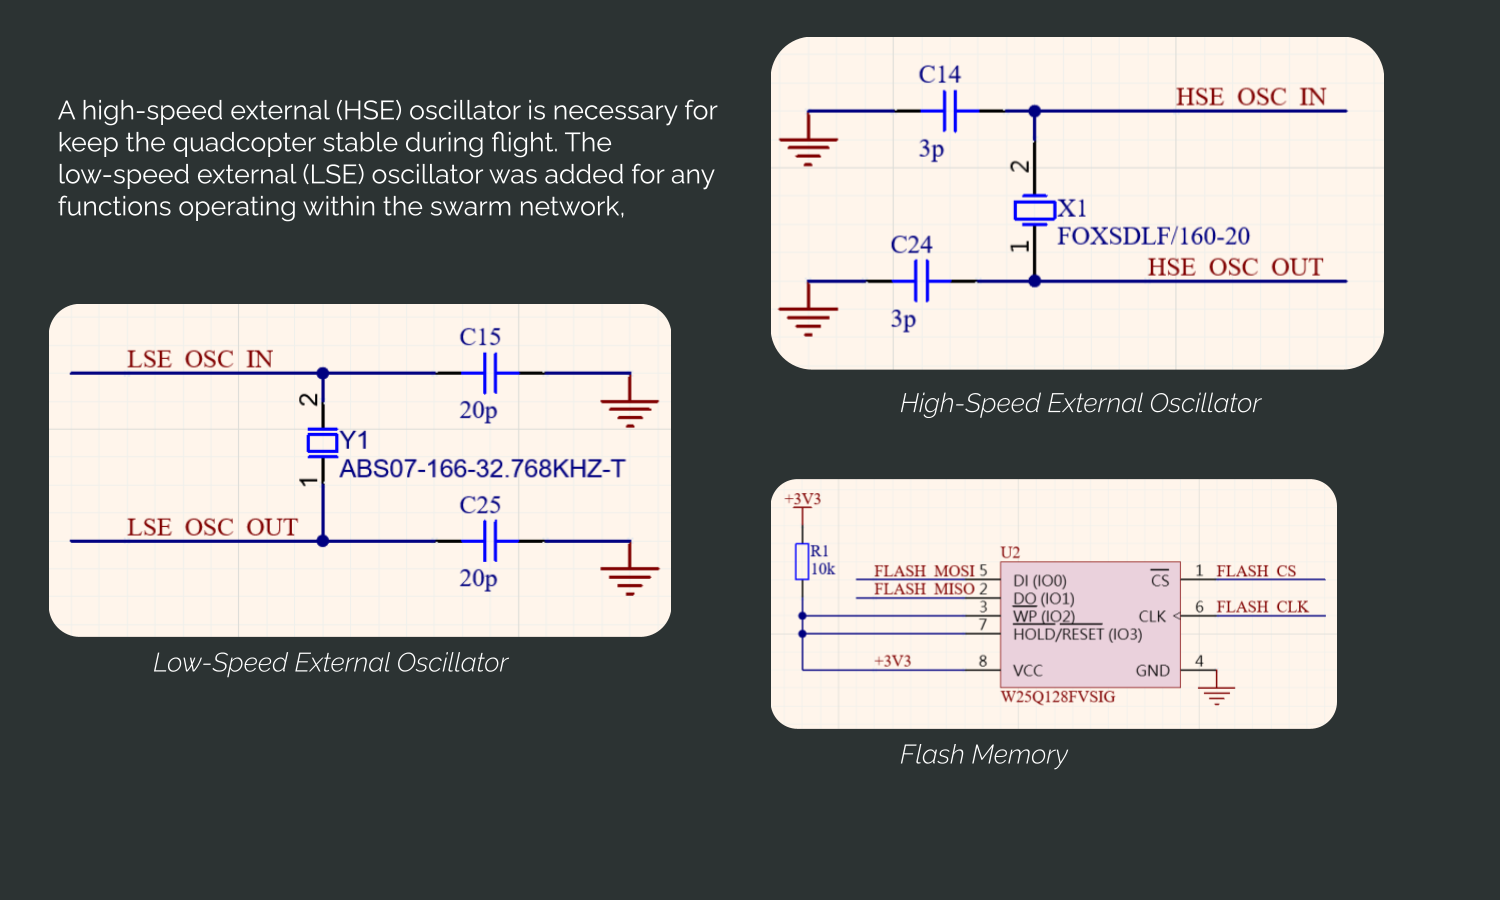 A high-speed external (HSE) oscillator is necessary for
keep the quadcopter stable during flight. The
low-speed external (LSE) oscillator was added for any
functions operating within the swarm network,
C14
HSE OSC IN
3p
2
X1
FOXSDLF/160-20
1
C24
HSE OSC OUT
3p
High-Speed External Oscillator
C15
LSE OSC IN
2
20p
Y1
ABS07-166-32.768KHZ-T
1
C25
LSE OSC OUT
20p
Low-Speed External Oscillator
+3V3
R1
10k
U2
FLASH MOSI 5 DI (IO0) CS 1 FLASH CS
FLASH MISO 2 DO (IO1)
3 WP (IO2) CLK 6 FLASH CLK
7 HOLD/RESET (IO3)
+3V3 8 VCC GND 4
W25Q128FVSIG
Flash Memory